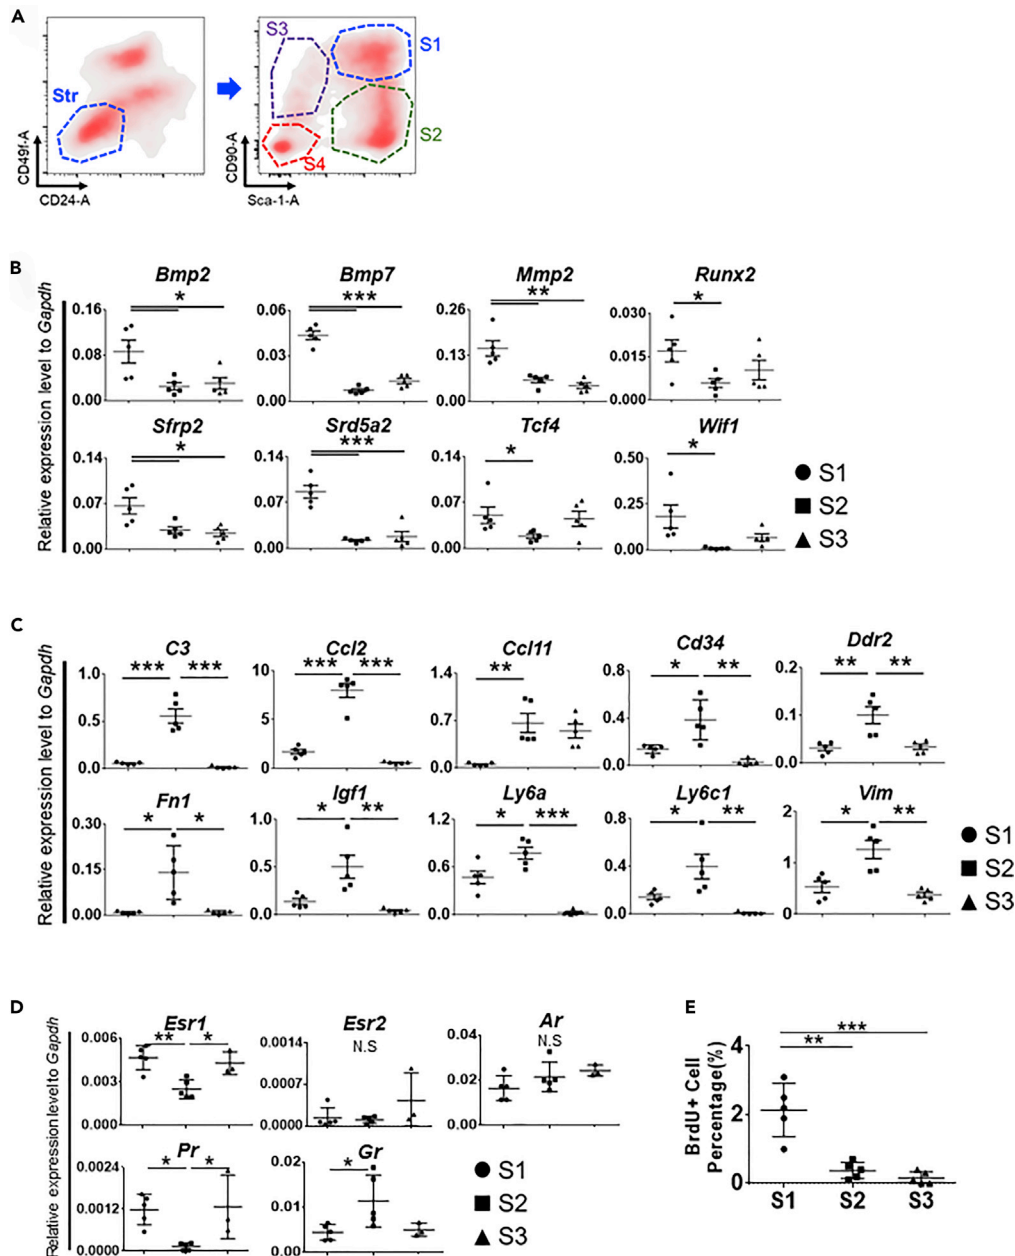 A
Str
CD49f-A
CD24-A
S3
S1
S2
S4
CD90-A
Sca-1-A
B
Relative expression level to Gapdh
Bmp2
Bmp7
Mmp2
Runx2
* *** ** *
0.16
0.08
0.00
0.06
0.03
0.00
0.26
0.13
0.00
0.030
0.015
0.000
Sfrp2
Srd5a2
Tcf4
Wif1
* *** * *
0.14
0.07
0.00
0.14
0.07
0.00
0.14
0.07
0.00
0.50
0.25
0.00
S1
S2
S3
C
Relative expression level to Gapdh
C3
Ccl2
Ccl11
Cd34
Ddr2
*** *** *** *** ** * ** ** **
1.0
0.5
0.0
10
5
0
1.4
0.7
0.0
0.8
0.4
0.0
0.2
0.1
0.0
Fn1
Igf1
Ly6a
Ly6c1
Vim
* * * ** * *** * ** * **
0.30
0.15
0.00
1.0
0.5
0.0
1.2
0.6
0.0
0.8
0.4
0.0
2
1
0
S1
S2
S3
D
Relative expression level to Gapdh
Esr1
Esr2
Ar
** *
N.S
N.S
0.006
0.003
0.000
0.0014
0.0007
0.0000
0.04
0.02
0.00
Pr
Gr
* * *
0.0024
0.0012
0.0000
0.02
0.01
0.00
S1
S2
S3
E
BrdU+ Cell
Percentage(%)
***
**
4
2
0
S1 S2 S3